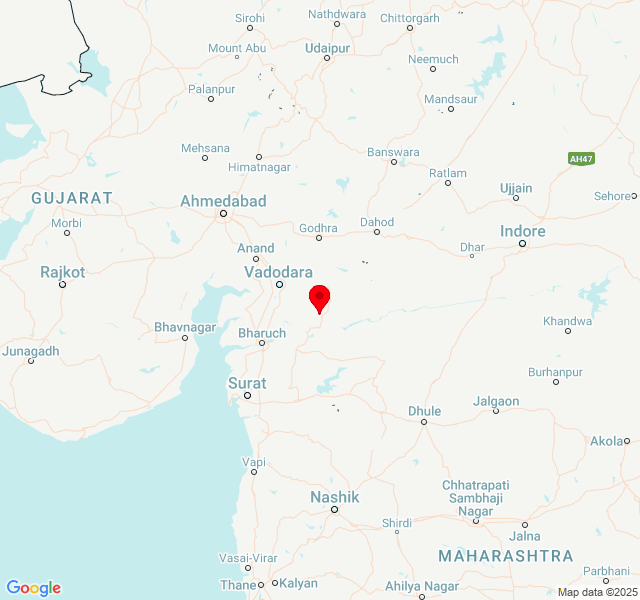 Sirohi
Nathdwara
Chittorgarh
Mount Abu
Udaipur
Neemuch
Palanpur
Mandsaur
Mehsana
Himatnagar
Banswara
AH47
Ratlam
GUJARAT
Ahmedabad
Ujjain
Sehore
Morbi
Godhra
Dahod
Indore
Anand
Dhar
Rajkot
Vadodara
Bhavnagar
Bharuch
Khandwa
Junagadh
Surat
Burhanpur
Dhule
Jalgaon
Akola
Vapi
Nashik
Chhatrapati
Sambhaji
Nagar
Shirdi
Jalna
Vasai-Virar
MAHARASHTRA
Thane
Kalyan
Ahilya Nagar
Parbhani
Google
Map data ©2025